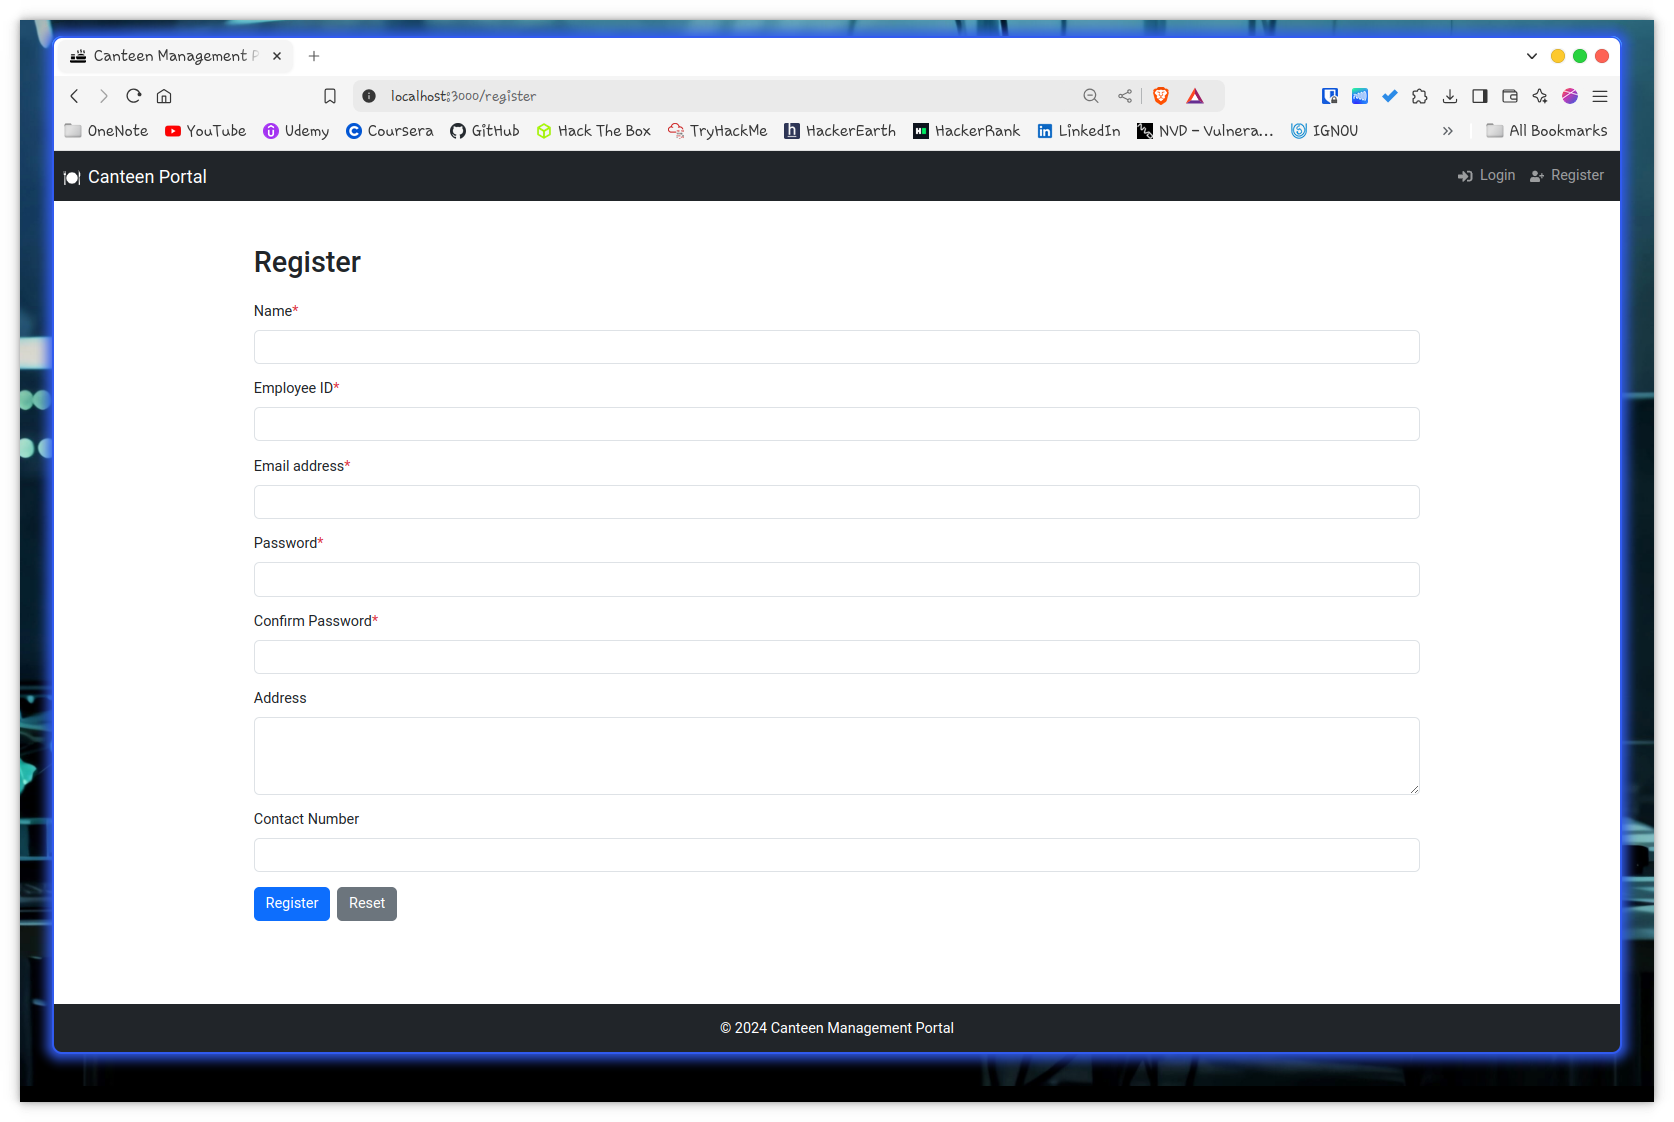 Canteen Management P
localhost:3000/register
OneNote YouTube Udemy Coursera GitHub Hack The Box TryHackMe HackerEarth HackerRank LinkedIn NVD - Vulnera... IGNOU » All Bookmarks
Canteen Portal Login Register
Register
Name*
Employee ID*
Email address*
Password*
Confirm Password*
Address
Contact Number
Register Reset
© 2024 Canteen Management Portal